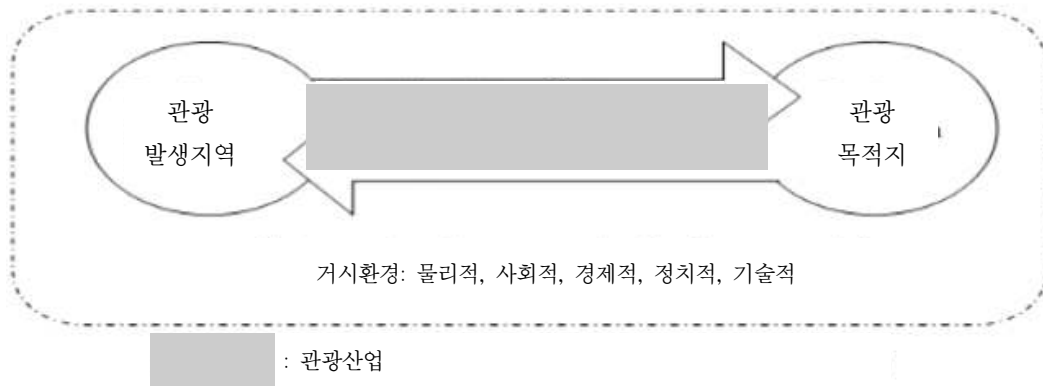 관광
발생지역
관광
목적지
거시환경: 물리적, 사회적, 경제적, 정치적, 기술적
: 관광산업